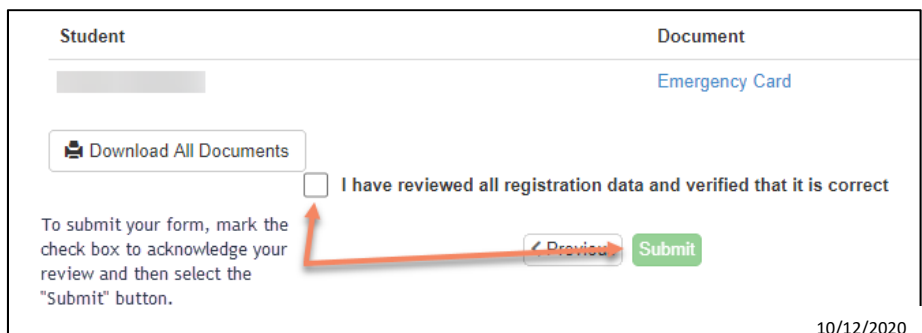 Student Document
Emergency Card
Download All Documents
I have reviewed all registration data and verified that it is correct
To submit your form, mark the
check box to acknowledge your
review and then select the
"Submit" button.
Previous Submit
10/12/2020